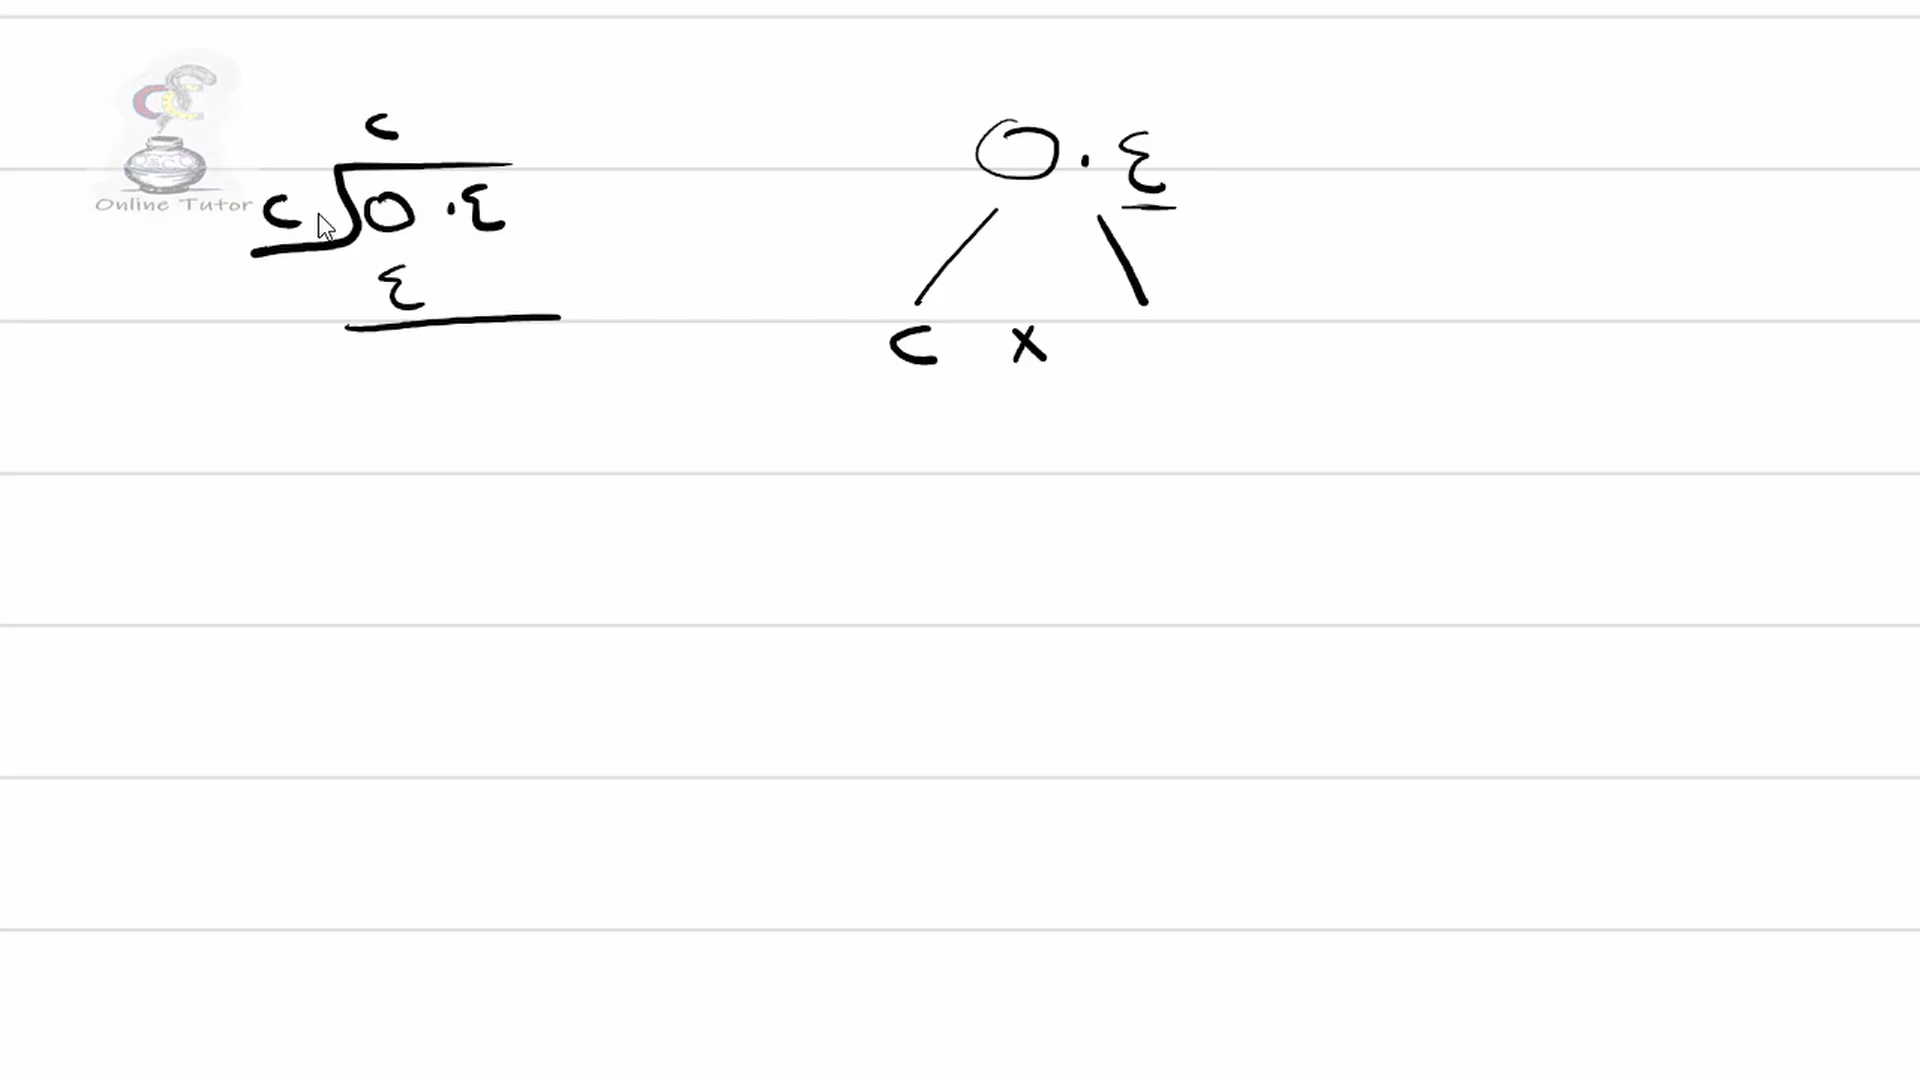 ٢
٢ √ ٥.٤
٤
٥.٤
٢ ×
Online Tutor